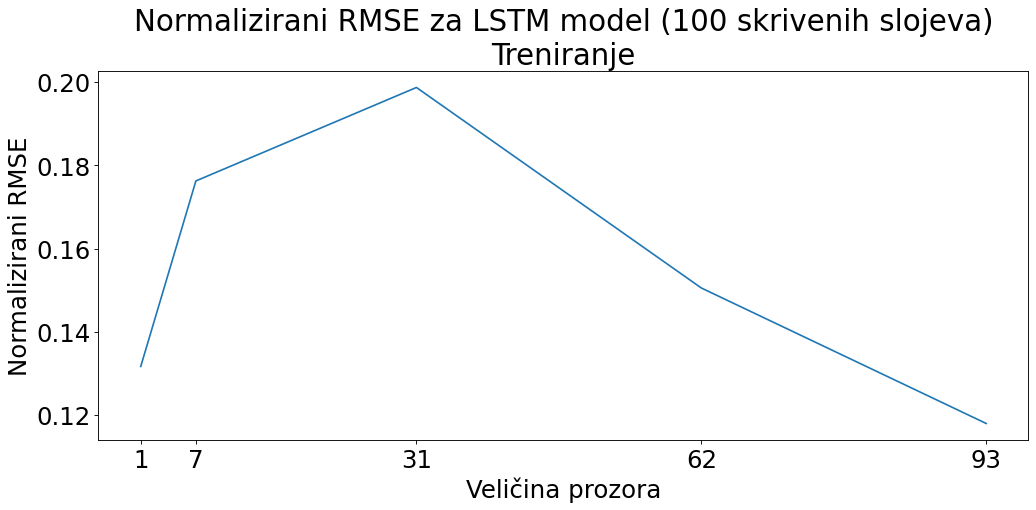 Normalizirani RMSE za LSTM model (100 skrivenih slojeva)
Treniranje
Normalizirani RMSE
0.20
0.18
0.16
0.14
0.12
1 7 31 62 93
Veličina prozora